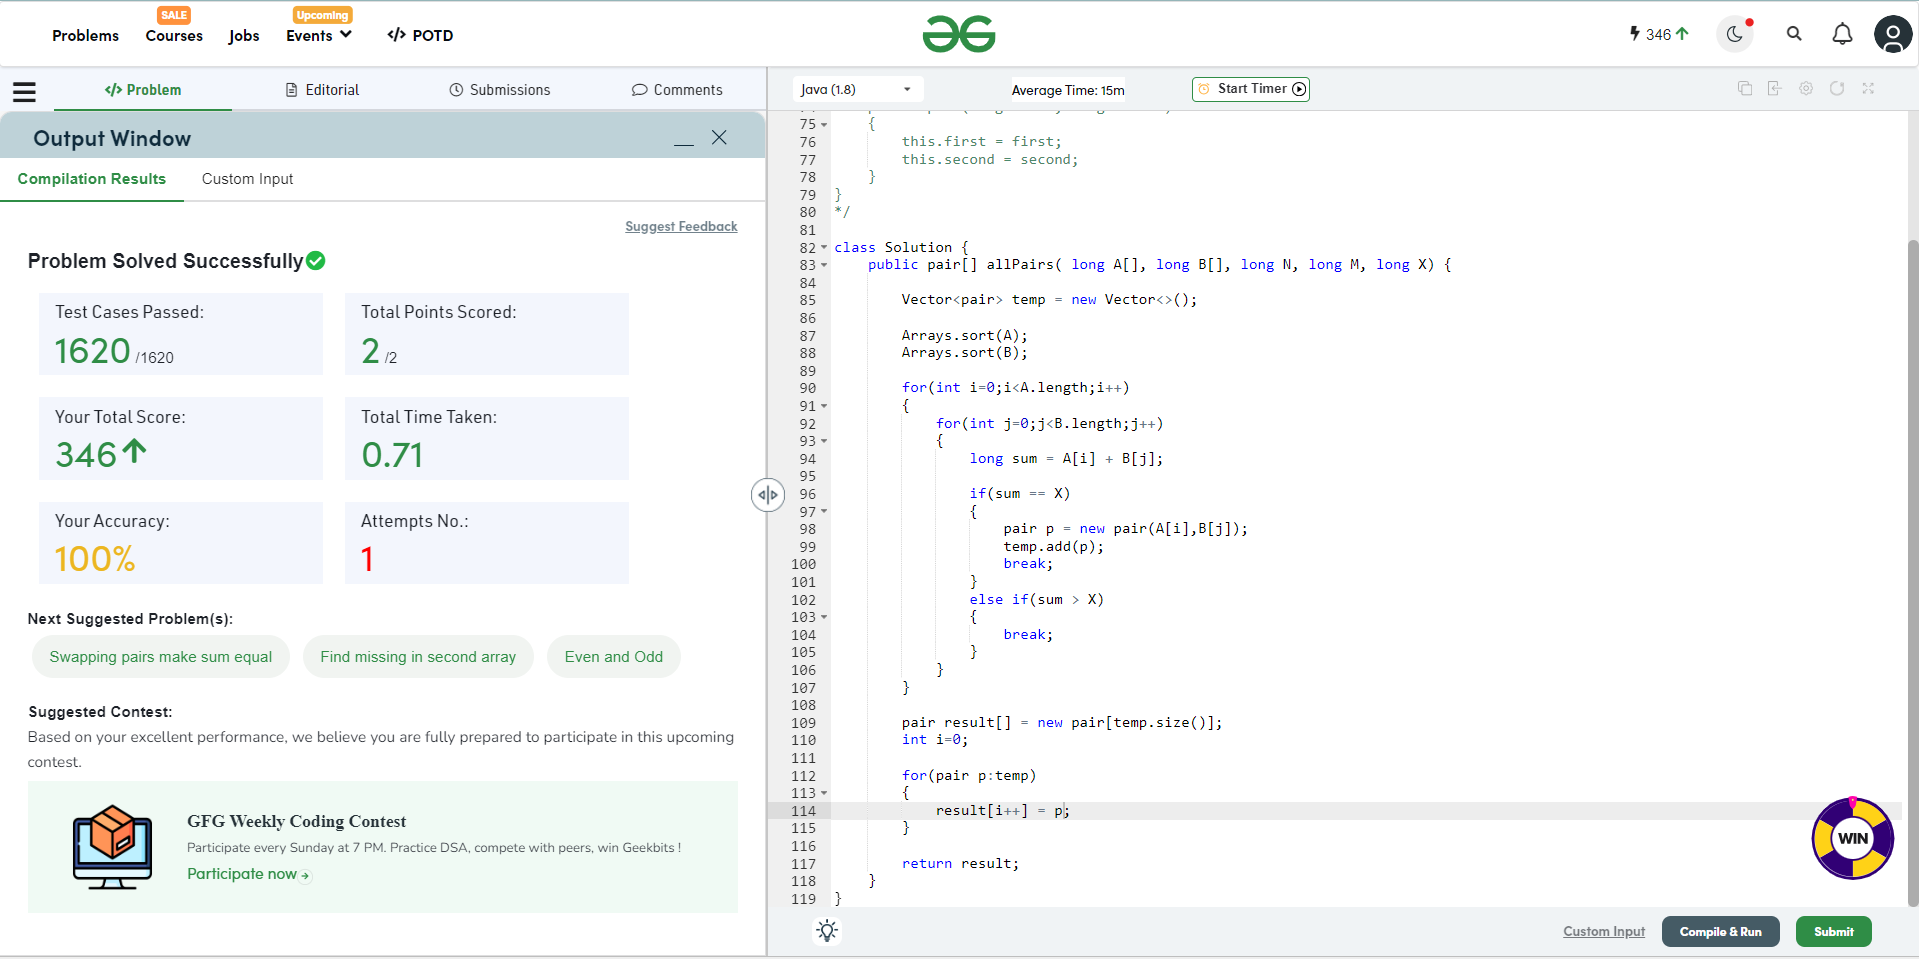 SALE
Upcoming
Problems Courses Jobs Events </> POTD
346
</> Problem Editorial Submissions Comments
Java (1.8) Average Time: 15m Start Timer
Output Window
Compilation Results Custom Input
Suggest Feedback
Problem Solved Successfully
Test Cases Passed: Total Points Scored:
1620 /1620 2 /2
Your Total Score: Total Time Taken:
346 0.71
Your Accuracy: Attempts No.:
100% 1
Next Suggested Problem(s):
Swapping pairs make sum equal Find missing in second array Even and Odd
Suggested Contest:
Based on your excellent performance, we believe you are fully prepared to participate in this upcoming
contest.
GFG Weekly Coding Contest
Participate every Sunday at 7 PM. Practice DSA, compete with peers, win Geekbits !
Participate now
75 {
76 this.first = first;
77 this.second = second;
78 }
79 }
80 */
81
82 class Solution {
83 public pair[] allPairs( long A[], long B[], long N, long M, long X) {
84
85 Vector<pair> temp = new Vector<>();
86
87 Arrays.sort(A);
88 Arrays.sort(B);
89
90 for(int i=0;i<A.length;i++)
91 {
92 for(int j=0;j<B.length;j++)
93 {
94 long sum = A[i] + B[j];
95
96 if(sum == X)
97 {
98 pair p = new pair(A[i],B[j]);
99 temp.add(p);
100 break;
101 }
102 else if(sum > X)
103 {
104 break;
105 }
106 }
107 }
108
109 pair result[] = new pair[temp.size()];
110 int i=0;
111
112 for(pair p:temp)
113 {
114 result[i++] = p;
115 }
116
117 return result;
118 }
119 }
WIN
Custom Input Compile & Run Submit